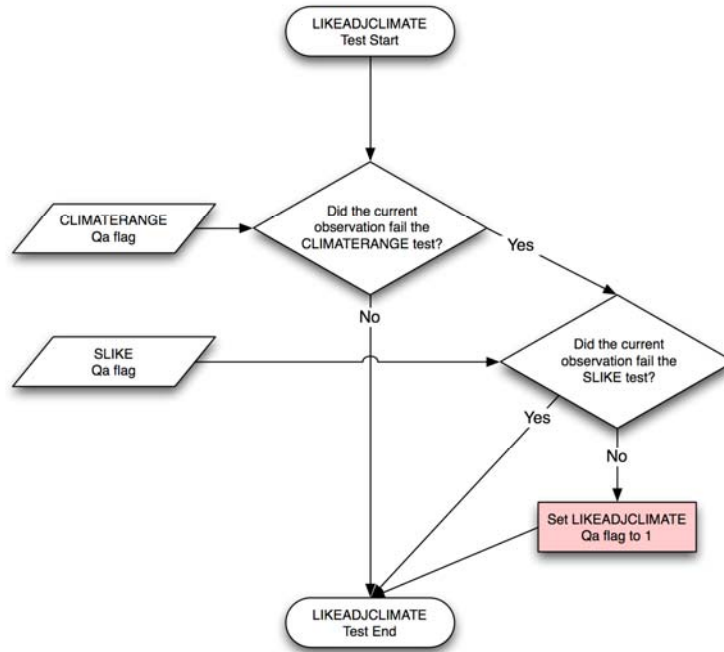 LIKEADJCLIMATE
Test Start
CLIMATERANGE
Qa flag
Did the current
observation fail the
CLIMATERANGE test?
Yes
No
SLIKE
Qa flag
Did the current
observation fail the
SLIKE test?
Yes
No
Set LIKEADJCLIMATE
Qa flag to 1
LIKEADJCLIMATE
Test End